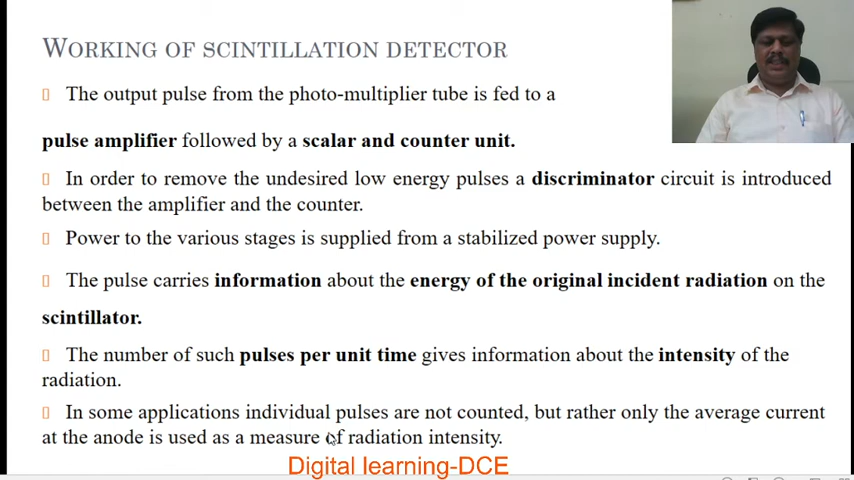 WORKING OF SCINTILLATION DETECTOR
The output pulse from the photo-multiplier tube is fed to a
pulse amplifier followed by a scalar and counter unit.
In order to remove the undesired low energy pulses a discriminator circuit is introduced
between the amplifier and the counter.
Power to the various stages is supplied from a stabilized power supply.
The pulse carries information about the energy of the original incident radiation on the
scintillator.
The number of such pulses per unit time gives information about the intensity of the
radiation.
In some applications individual pulses are not counted, but rather only the average current
at the anode is used as a measure of radiation intensity.
Digital learning-DCE